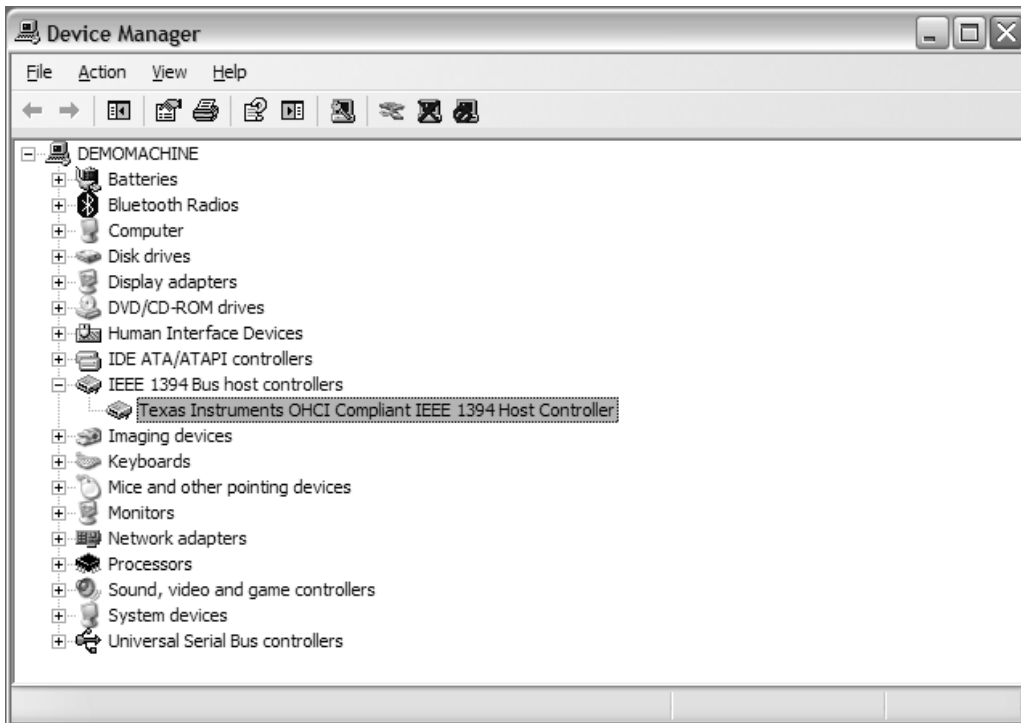 Device Manager
File Action View Help
DEMOMACHINE
Batteries
Bluetooth Radios
Computer
Disk drives
Display adapters
DVD/CD-ROM drives
Human Interface Devices
IDE ATA/ATAPI controllers
IEEE 1394 Bus host controllers
Texas Instruments OHCI Compliant IEEE 1394 Host Controller
Imaging devices
Keyboards
Mice and other pointing devices
Monitors
Network adapters
Processors
Sound, video and game controllers
System devices
Universal Serial Bus controllers